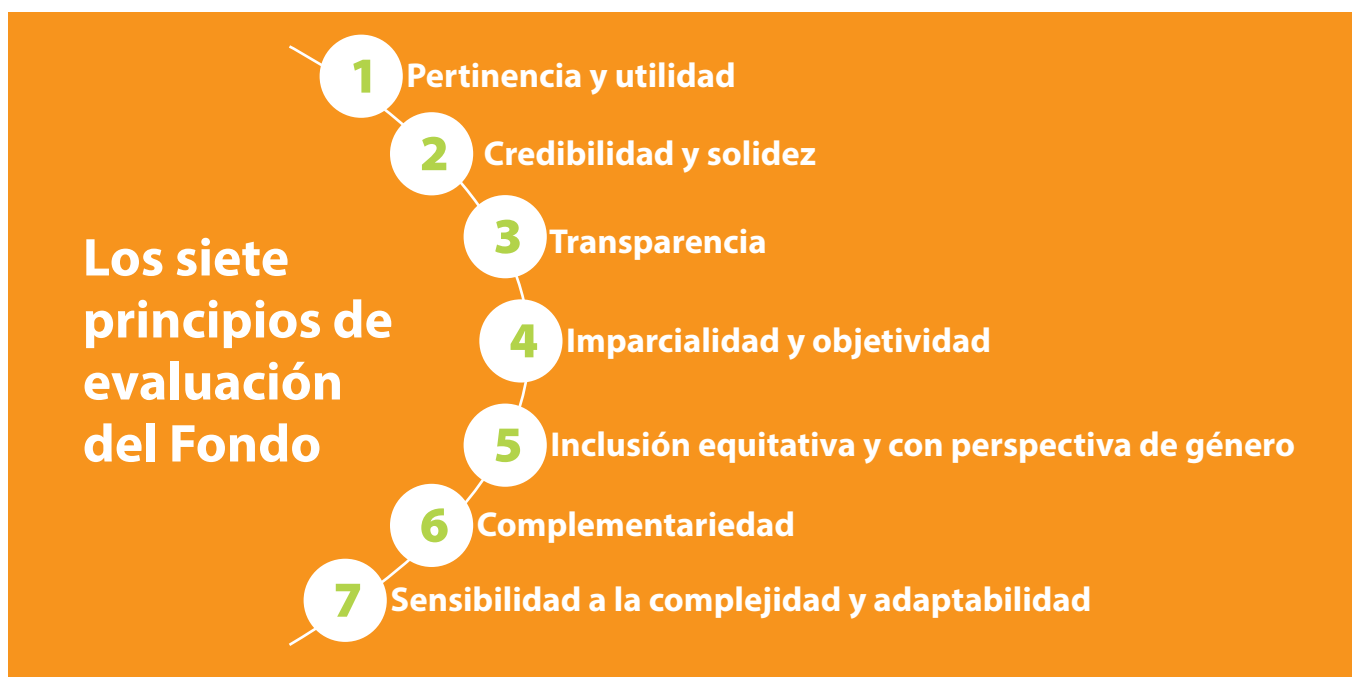 Los siete
principios de
evaluación
del Fondo
1 Pertinencia y utilidad
2 Credibilidad y solidez
3 Transparencia
4 Imparcialidad y objetividad
5 Inclusión equitativa y con perspectiva de género
6 Complementariedad
7 Sensibilidad a la complejidad y adaptabilidad